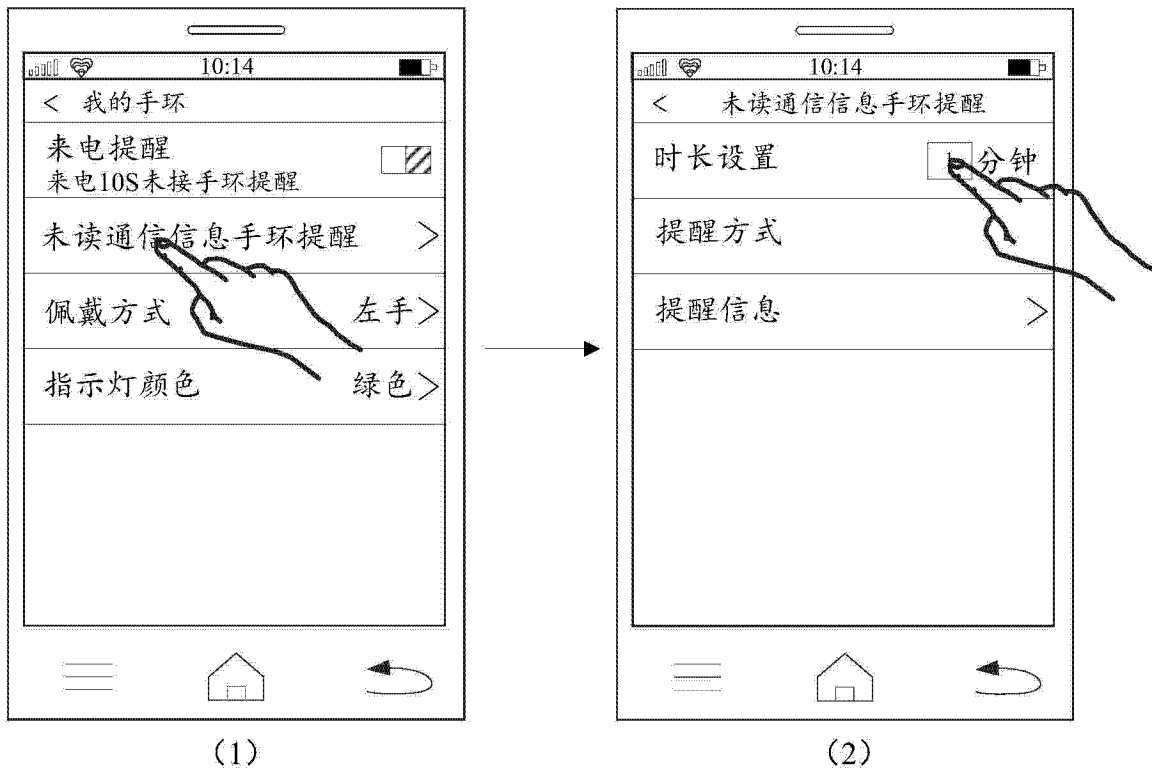 10:14
< 我的手环
来电提醒
来电10S未接手环提醒
未读通信信息手环提醒 >
佩戴方式 左手 >
指示灯颜色 绿色 >
(1)
10:14
< 未读通信信息手环提醒
时长设置 分钟
提醒方式
提醒信息 >
(2)